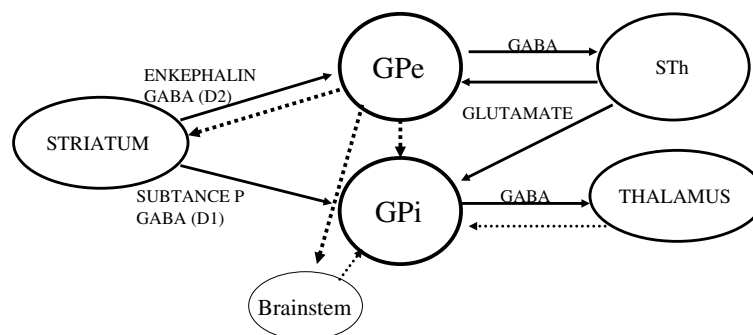 GPe
GABA
STh
ENKEPHALIN
GABA (D2)
GLUTAMATE
STRIATUM
SUBTANCE P
GABA (D1)
GPi
GABA
THALAMUS
Brainstem